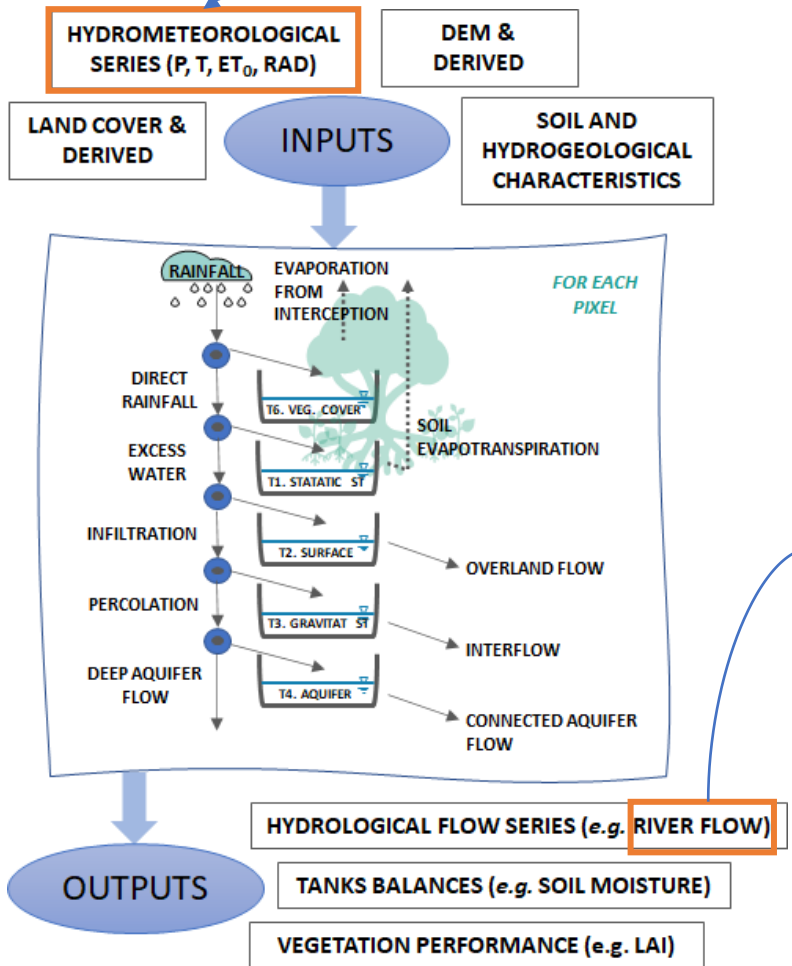 HYDROMETEOROLOGICAL
SERIES (P, T, ET₀, RAD)
DEM &
DERIVED
LAND COVER &
DERIVED
INPUTS
SOIL AND
HYDROGEOLOGICAL
CHARACTERISTICS
RAINFALL
EVAPORATION
FROM
INTERCEPTION
FOR EACH
PIXEL
DIRECT
RAINFALL
T6. VEG. COVER
SOIL
EVAPOTRANSPIRATION
EXCESS
WATER
T1. STATATIC ST
INFILTRATION
T2. SURFACE
OVERLAND FLOW
PERCOLATION
T3. GRAVITAT ST
INTERFLOW
DEEP AQUIFER
FLOW
T4. AQUIFER
CONNECTED AQUIFER
FLOW
HYDROLOGICAL FLOW SERIES (e.g. RIVER FLOW)
OUTPUTS
TANKS BALANCES (e.g. SOIL MOISTURE)
VEGETATION PERFORMANCE (e.g. LAI)